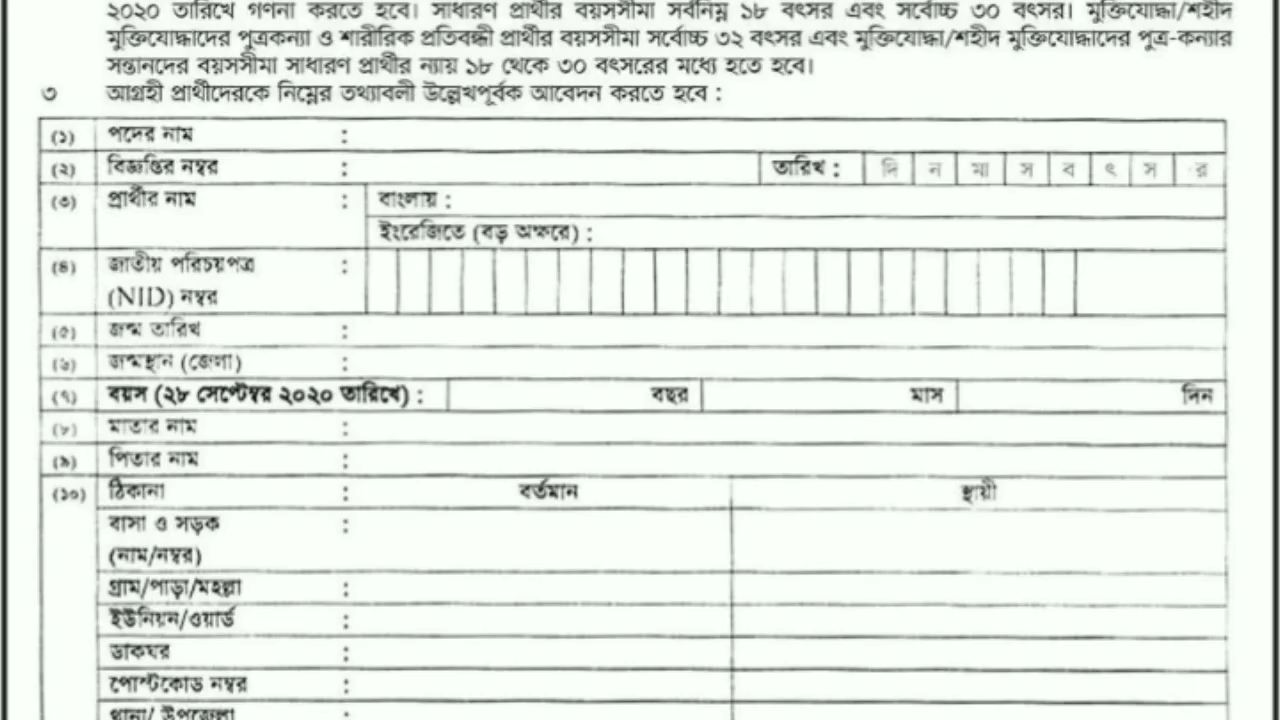 ২০২০ তারিখে গণনা করতে হবে। সাধারণ প্রার্থীর বয়সসীমা সর্বনিম্ন ১৮ বৎসর এবং সর্বোচ্চ ৩০ বৎসর। মুক্তিযোদ্ধা/শহীদ
মুক্তিযোদ্ধাদের পুত্রকন্যা ও শারীরিক প্রতিবন্ধী প্রার্থীর বয়সসীমা সর্বোচ্চ ৩২ বৎসর এবং মুক্তিযোদ্ধা/শহীদ মুক্তিযোদ্ধাদের পুত্র-কন্যার
সন্তানদের বয়সসীমা সাধারণ প্রার্থীর ন্যায় ১৮ থেকে ৩০ বৎসরের মধ্যে হতে হবে।
৩ আগ্রহী প্রার্থীদেরকে নিম্নের তথ্যাবলী উল্লেখপূর্বক আবেদন করতে হবে :
(১) পদের নাম :
(২) বিজ্ঞপ্তির নম্বর : তারিখ : দি ন মা স ব ৎ স র
(৩) প্রার্থীর নাম : বাংলায় :
ইংরেজিতে (বড় অক্ষরে) :
(৪) জাতীয় পরিচয়পত্র :
(NID) নম্বর
(৫) জন্ম তারিখ :
(৬) জন্মস্থান (জেলা) :
(৭) বয়স (২৮ সেপ্টেম্বর ২০২০ তারিখে) : বছর মাস দিন
(৮) মাতার নাম :
(৯) পিতার নাম :
(১০) ঠিকানা : বর্তমান স্থায়ী
বাসা ও সড়ক :
(নাম/নম্বর)
গ্রাম/পাড়া/মহল্লা :
ইউনিয়ন/ওয়ার্ড :
ডাকঘর :
পোস্টকোড নম্বর :
থানা/ উপজেলা :